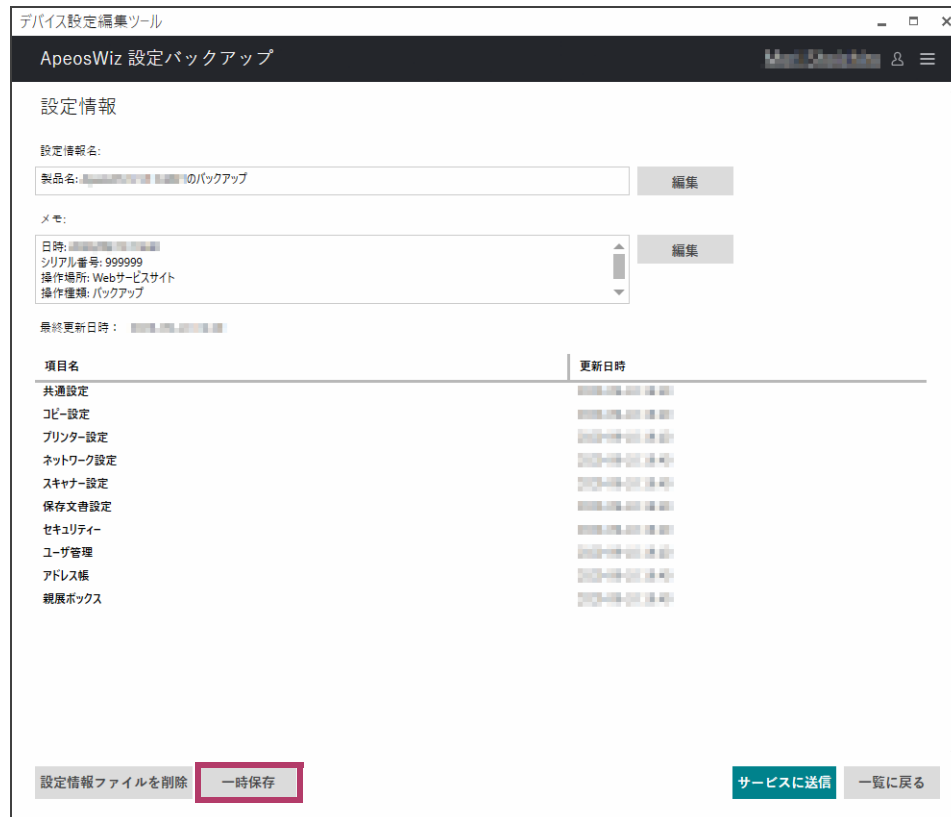 デバイス設定編集ツール
ApeosWiz 設定バックアップ
設定情報
設定情報名:
製品名: のバックアップ
編集
メモ:
日時:
シリアル番号: 999999
操作場所: Webサービスサイト
操作種類: バックアップ
編集
最終更新日時：
項目名 更新日時
共通設定
コピー設定
プリンター設定
ネットワーク設定
スキャナー設定
保存文書設定
セキュリティー
ユーザ管理
アドレス帳
親展ボックス
設定情報ファイルを削除 一時保存 サービスに送信 一覧に戻る